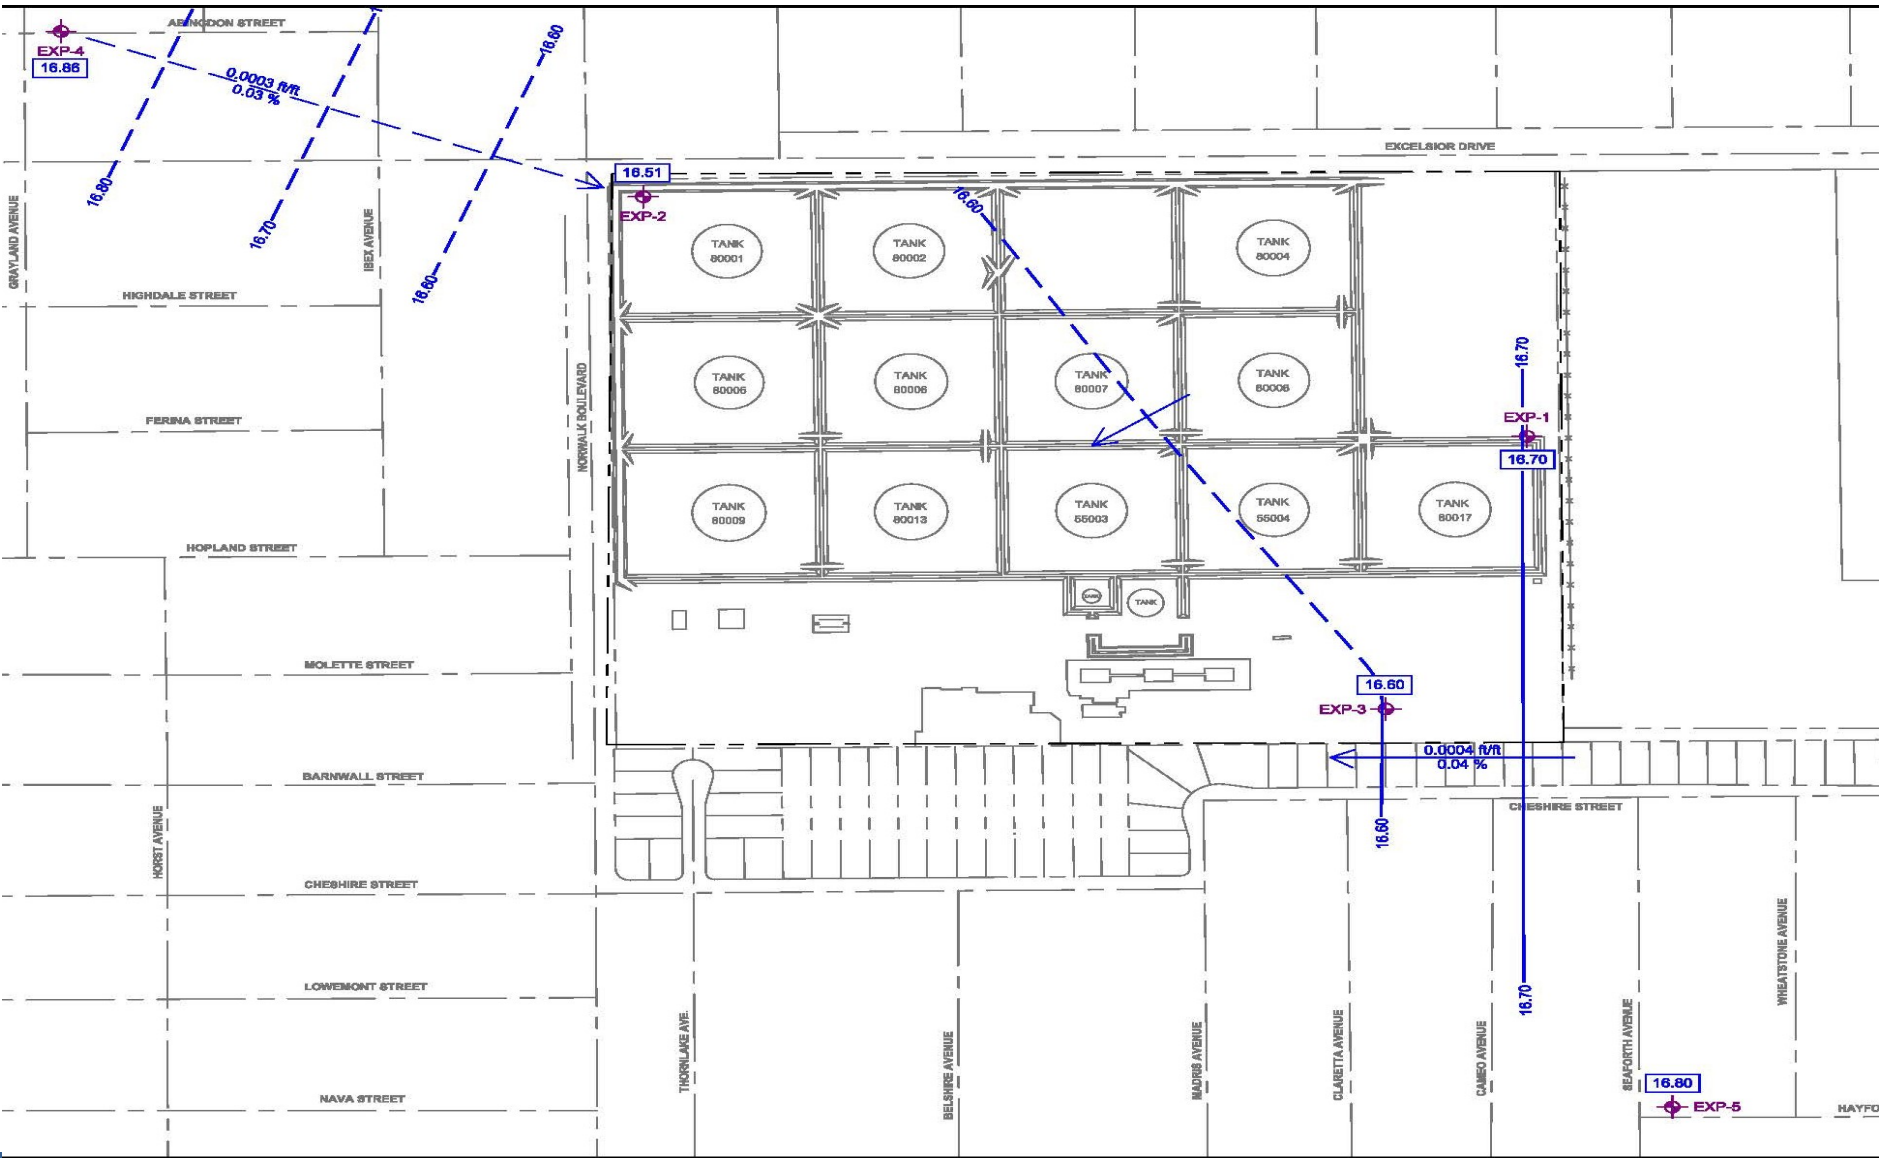 ABINGDON STREET
EXP-4
16.86
0.0003 ft/ft
0.03 %
16.60
16.80
16.70
16.60
GRAYLAND AVENUE
IBEX AVENUE
HIGHDALE STREET
FERINA STREET
HOPLAND STREET
NORWALK BOULEVARD
EXCELSIOR DRIVE
16.51
EXP-2
16.60
TANK
80001
TANK
80002
TANK
80004
TANK
80005
TANK
80006
TANK
80007
TANK
80008
16.70
EXP-1
16.70
TANK
80009
TANK
80013
TANK
55003
TANK
55004
TANK
80017
TANK
TANK
MOLETTE STREET
16.60
EXP-3
BARNWALL STREET
0.0004 ft/ft
0.04 %
CHESHIRE STREET
16.60
HORST AVENUE
CHESHIRE STREET
LOWEMONT STREET
16.70
WHEATSTONE AVENUE
THORNLAKE AVE.
BELSHIRE AVENUE
MADRIS AVENUE
CLARETTA AVENUE
CAMEO AVENUE
SEAFORTH AVENUE
NAVA STREET
16.80
EXP-5
HAYFO